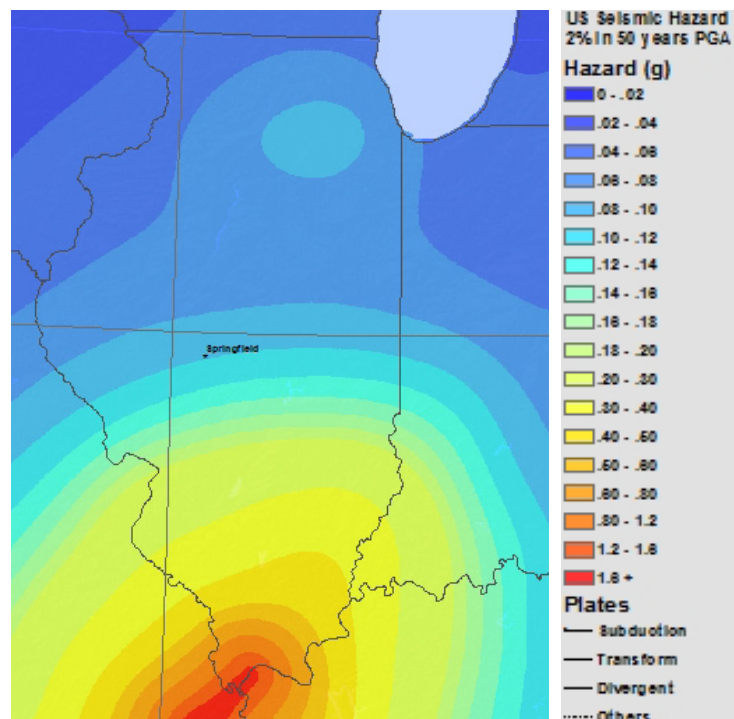 Springfield
US Seismic Hazard
2% in 50 years PGA
Hazard (g)
0 - .02
.02 - .04
.04 - .06
.06 - .08
.08 - .10
.10 - .12
.12 - .14
.14 - .16
.16 - .18
.18 - .20
.20 - .30
.30 - .40
.40 - .50
.50 - .60
.60 - .80
.80 - 1.2
1.2 - 1.6
1.6 +
Plates
Subduction
Transform
Divergent
Others